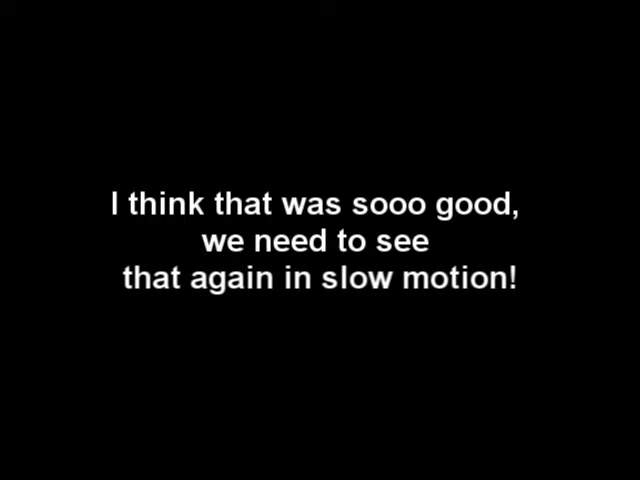 I think that was sooo good,
we need to see
that again in slow motion!